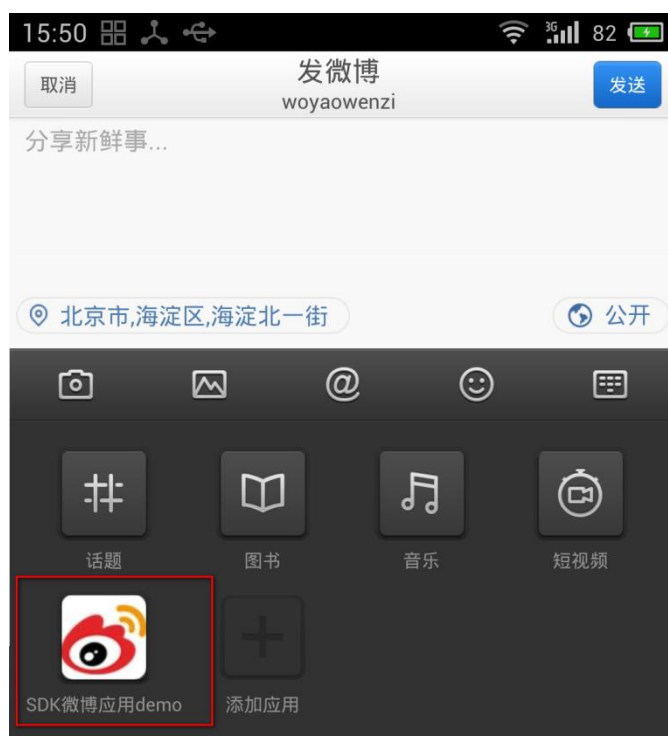 15:50 3G 82
取消 发微博 发送
woyaowenzi
分享新鲜事...
北京市,海淀区,海淀北一街 公开
@
话题 图书 音乐 短视频
SDK微博应用demo 添加应用